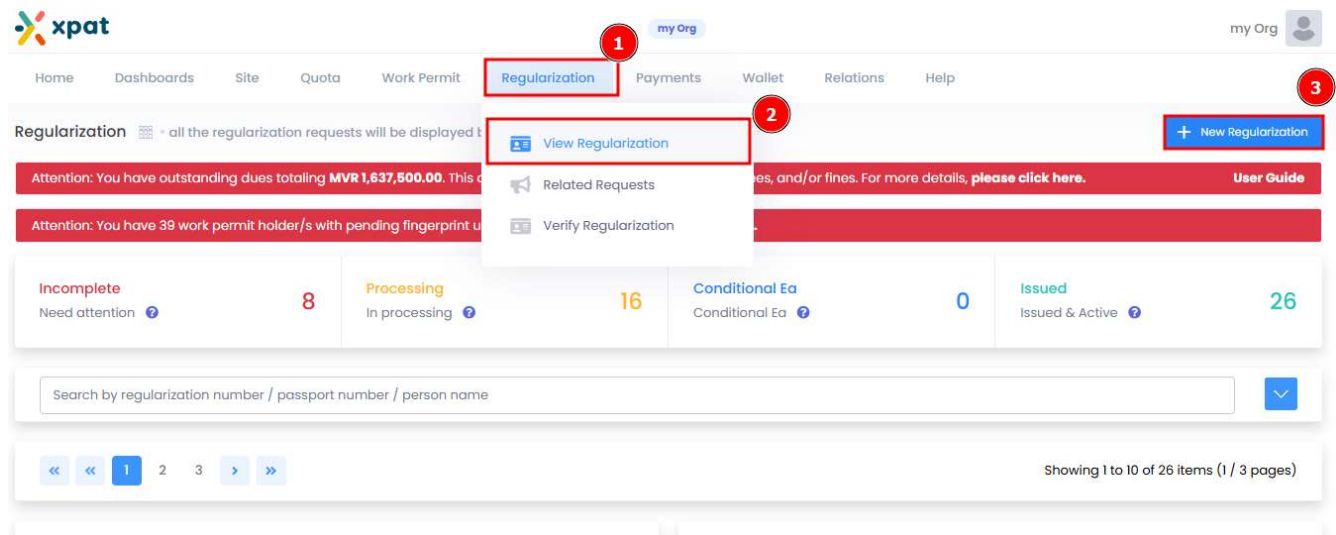 xpat
my Org
my Org
1
Home Dashboards Site Quota Work Permit Regularization Payments Wallet Relations Help
2
3
Regularization - all the regularization requests will be displayed
View Regularization
+ New Regularization
Attention: You have outstanding dues totaling MVR 1,637,500.00. This
and/or fines. For more details, please click here. User Guide
Related Requests
Attention: You have 39 work permit holder/s with pending fingerprint
Verify Regularization
Incomplete
Need attention ?
8
Processing
In processing ?
16
Conditional Ea
Conditional Ea ?
0
Issued
Issued & Active ?
26
Search by regularization number / passport number / person name
« « 1 2 3 › »
Showing 1 to 10 of 26 items (1 / 3 pages)